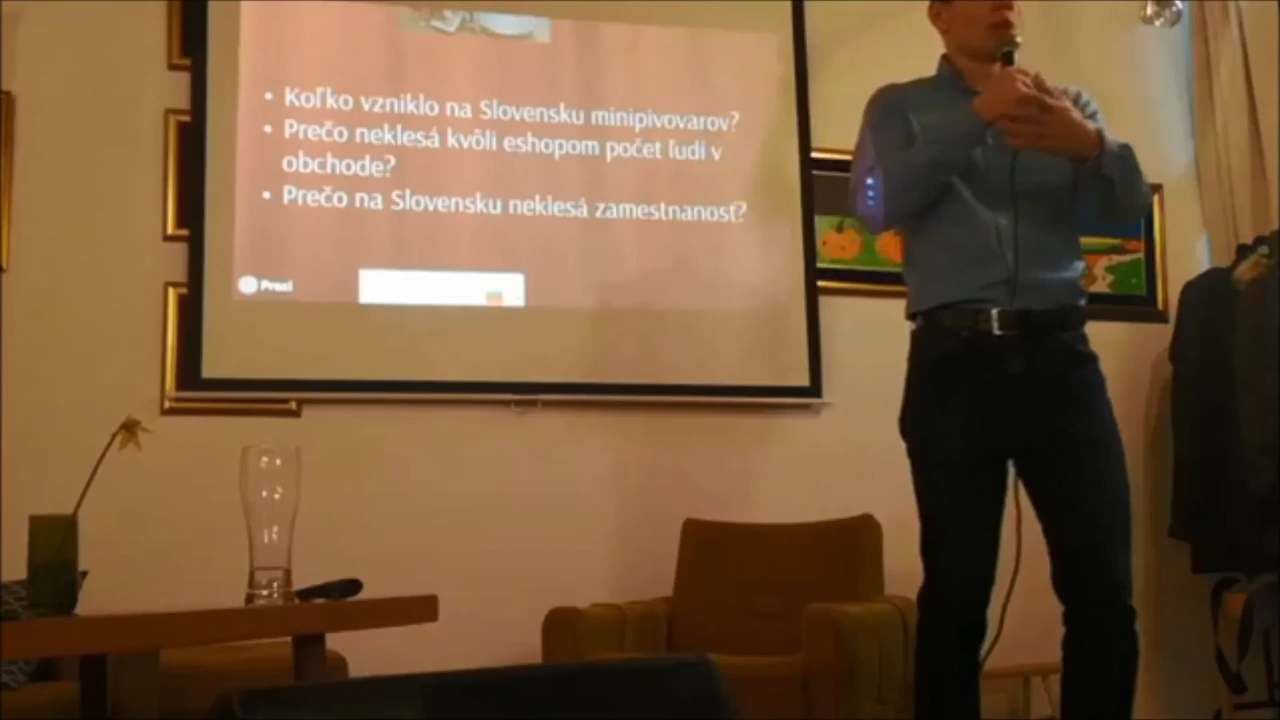 • Koľko vzniklo na Slovensku minipivovarov?
• Prečo neklesá kvôli eshopom počet ľudí v
obchode?
• Prečo na Slovensku neklesá zamestnanosť?
Prezi